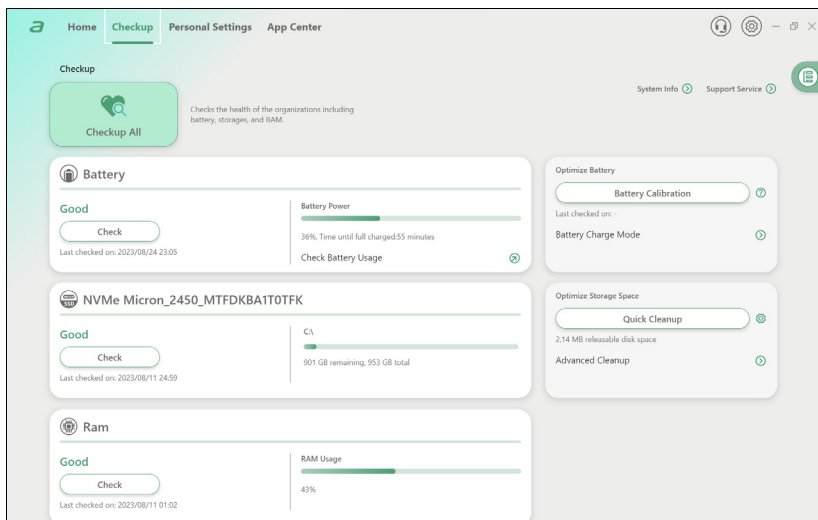 a
Home Checkup Personal Settings App Center
Checkup
Checkup All
Checks the health of the organizations including
battery, storages, and RAM.
System Info Support Service
Battery
Good
Check
Last checked on: 2023/08/24 23:05
Battery Power
36%, Time until full charged:55 minutes
Check Battery Usage
Optimize Battery
Battery Calibration
?
Last checked on: -
Battery Charge Mode
SSD
NVMe Micron_2450_MTFDKBA1T0TFK
Good
Check
Last checked on: 2023/08/11 24:59
C:\
901 GB remaining, 953 GB total
Optimize Storage Space
Quick Cleanup
2.14 MB releasable disk space
Advanced Cleanup
Ram
Good
Check
Last checked on: 2023/08/11 01:02
RAM Usage
43%